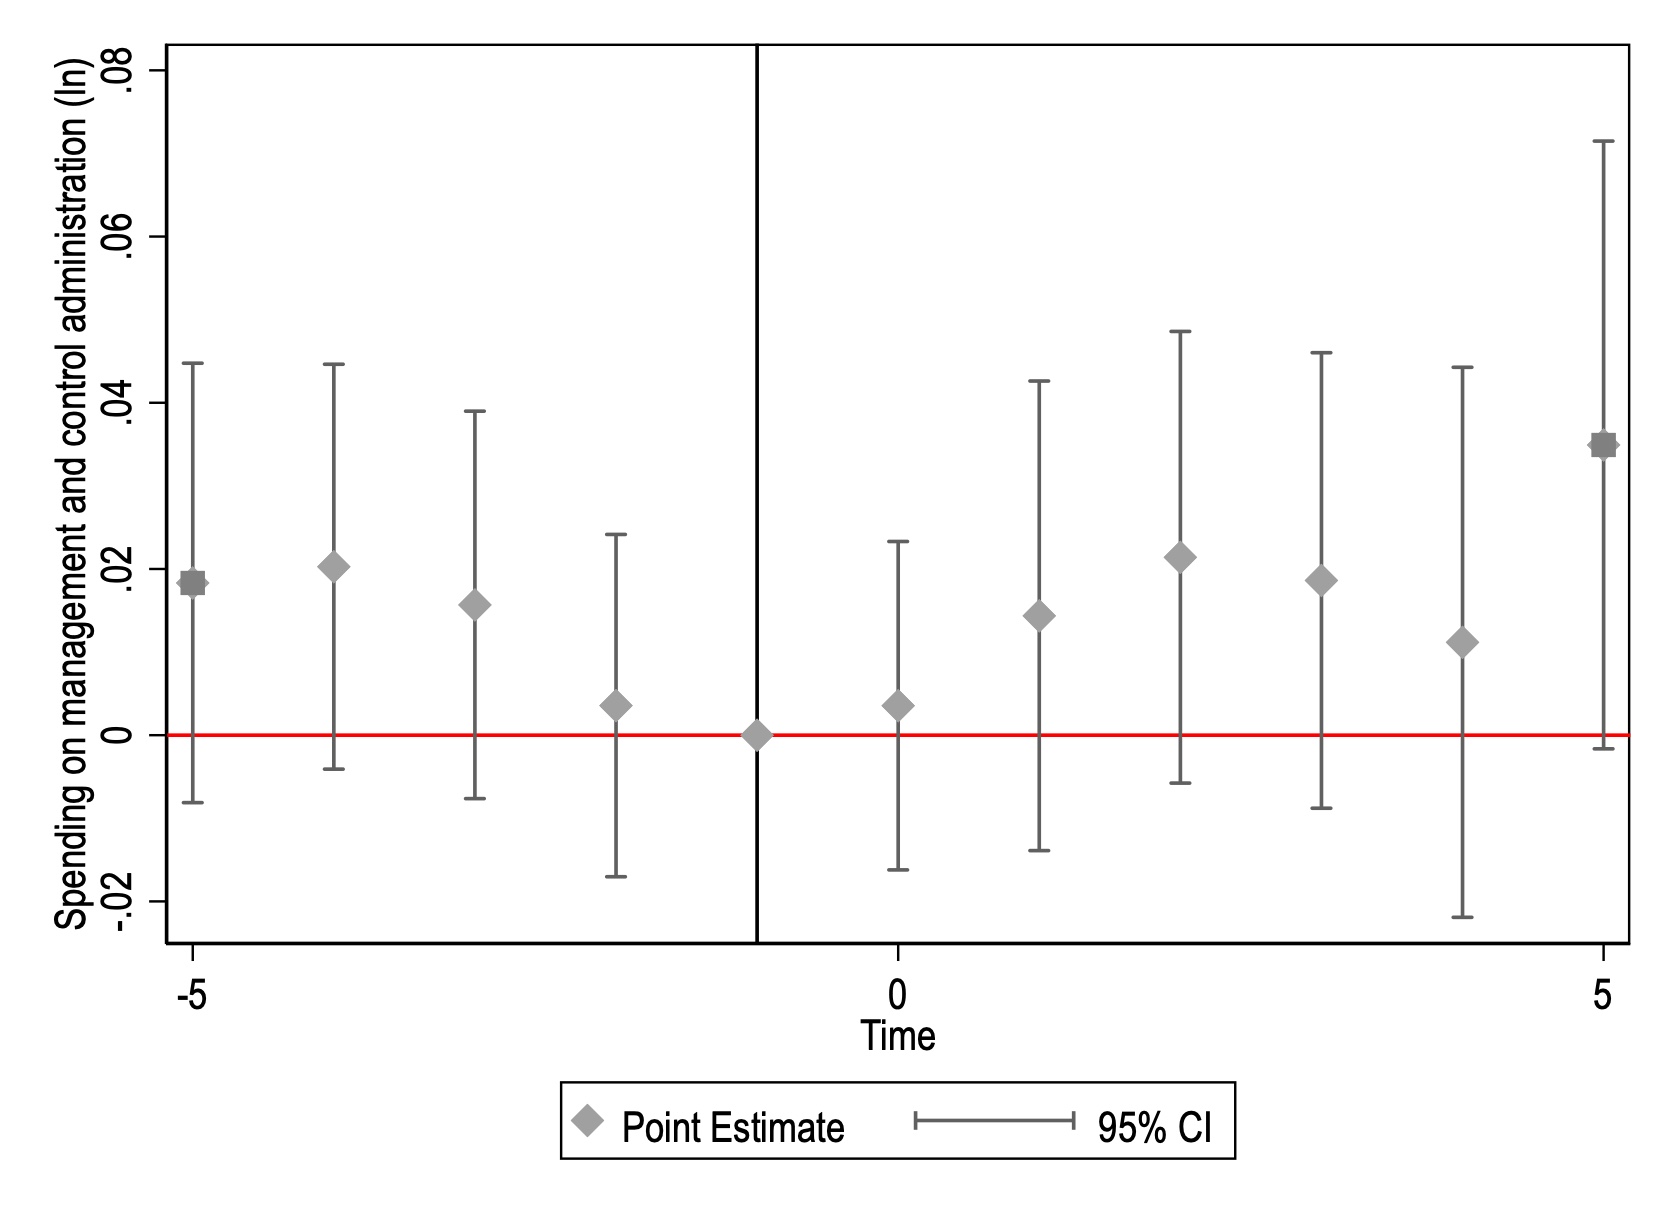 Spending on management and control administration (ln)
.08
.06
.04
.02
0
-.02
-5
0
5
Time
Point Estimate
95% CI